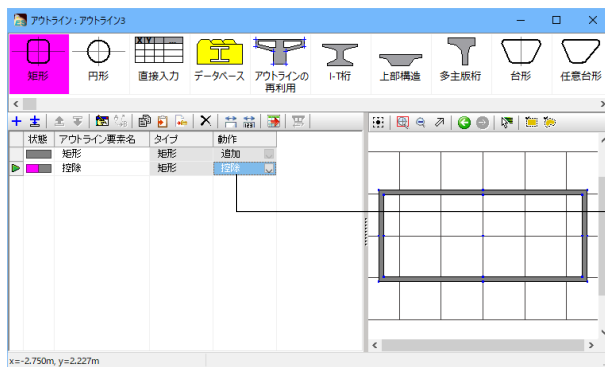 アウトライン : アウトライン3
矩形 円形 直接入力 データベース アウトラインの再利用 I-T桁 上部構造 多主版桁 台形 任意台形
状態 アウトライン要素名 タイプ 動作
矩形 矩形 追加
控除 矩形 控除
x=-2.750m, y=2.227m